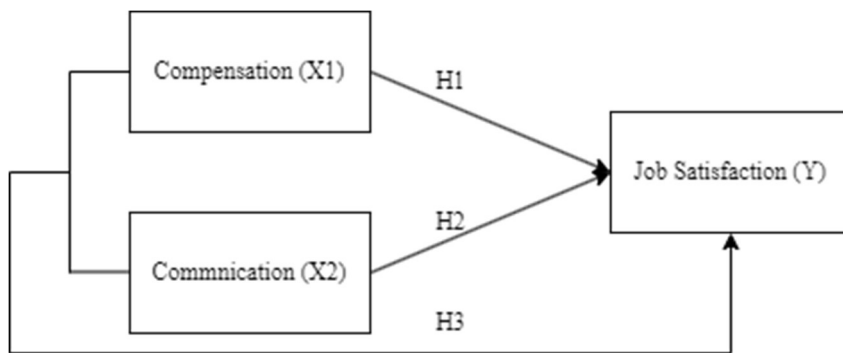 Compensation (X1)
H1
Job Satisfaction (Y)
H2
Commnication (X2)
H3